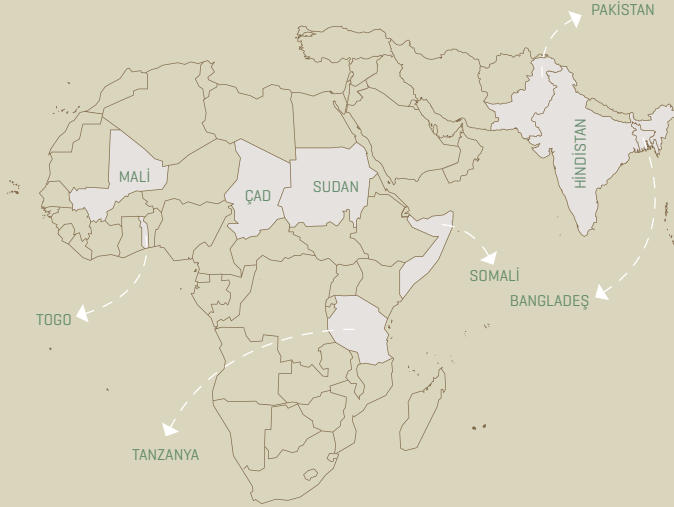 PAKİSTAN
HİNDİSTAN
MALİ
ÇAD
SUDAN
SOMALİ
BANGLADEŞ
TOGO
TANZANYA